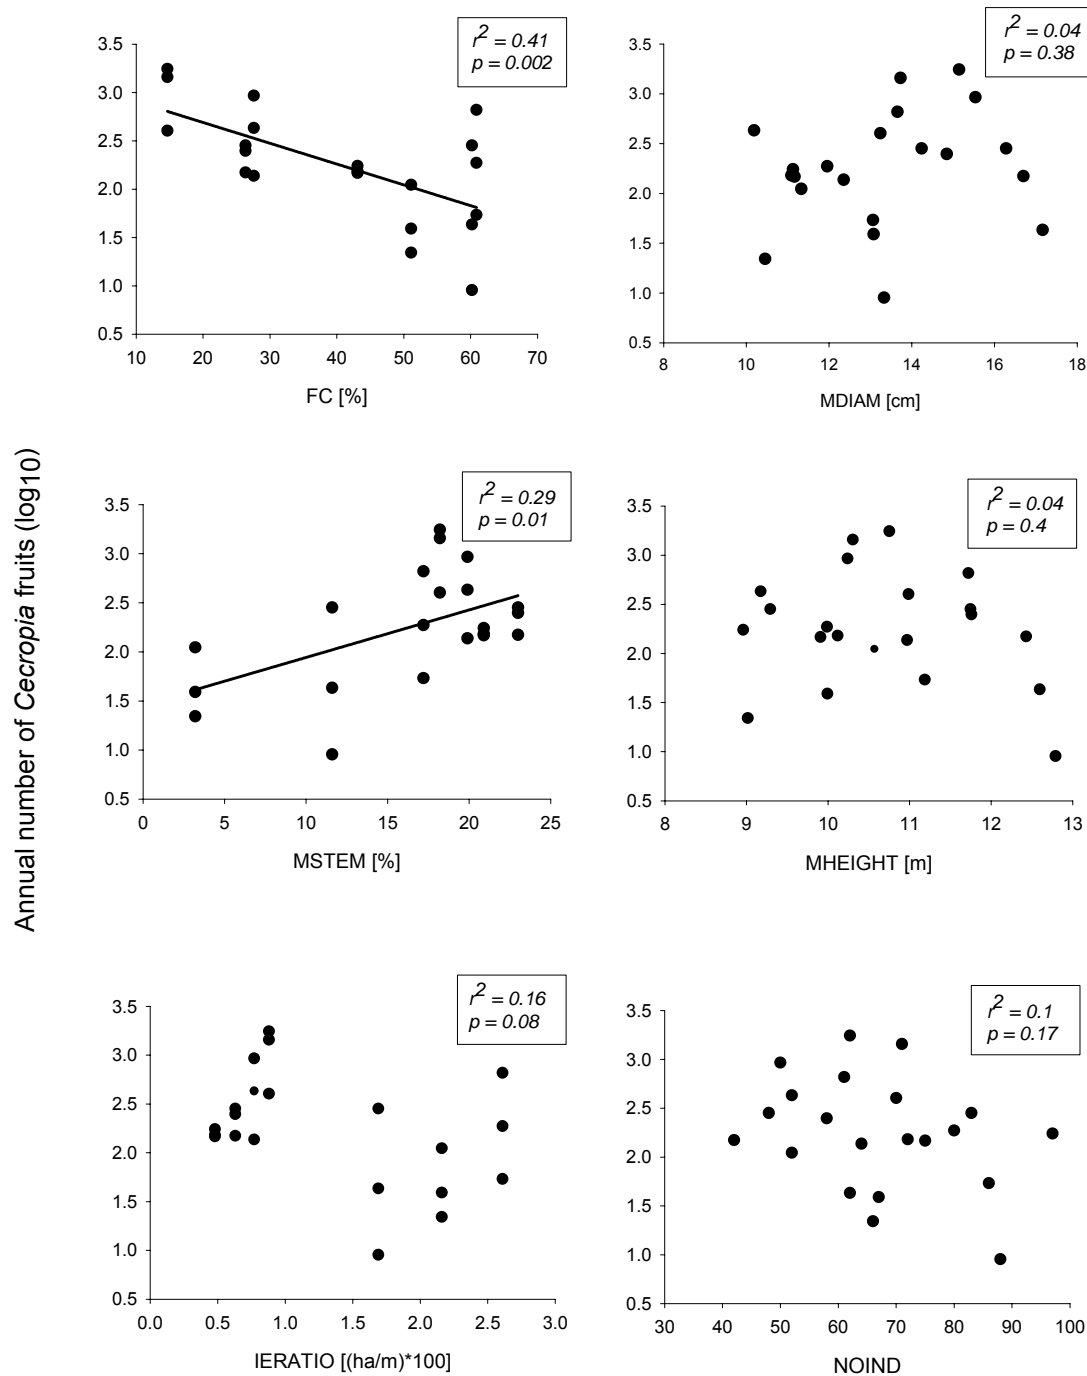 Annual number of Cecropia fruits (log10)
r2 = 0.41
p = 0.002
3.5
3.0
2.5
2.0
1.5
1.0
0.5
10 20 30 40 50 60 70
FC [%]
r2 = 0.04
p = 0.38
3.5
3.0
2.5
2.0
1.5
1.0
0.5
8 10 12 14 16 18
MDIAM [cm]
r2 = 0.29
p = 0.01
3.5
3.0
2.5
2.0
1.5
1.0
0.5
0 5 10 15 20 25
MSTEM [%]
r2 = 0.04
p = 0.4
3.5
3.0
2.5
2.0
1.5
1.0
0.5
8 9 10 11 12 13
MHEIGHT [m]
r2 = 0.16
p = 0.08
3.5
3.0
2.5
2.0
1.5
1.0
0.5
0.0 0.5 1.0 1.5 2.0 2.5 3.0
IERATIO [(ha/m)*100]
r2 = 0.1
p = 0.17
3.5
3.0
2.5
2.0
1.5
1.0
0.5
30 40 50 60 70 80 90 100
NOIND